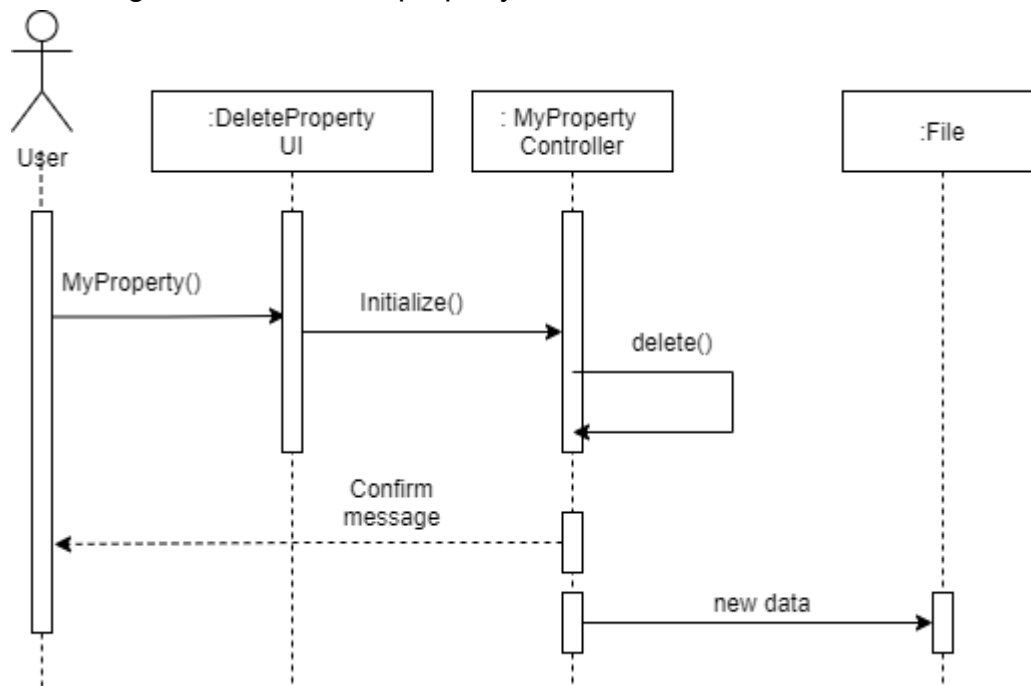 User
:DeleteProperty
UI
: MyProperty
Controller
:File
MyProperty()
Initialize()
delete()
Confirm
message
new data